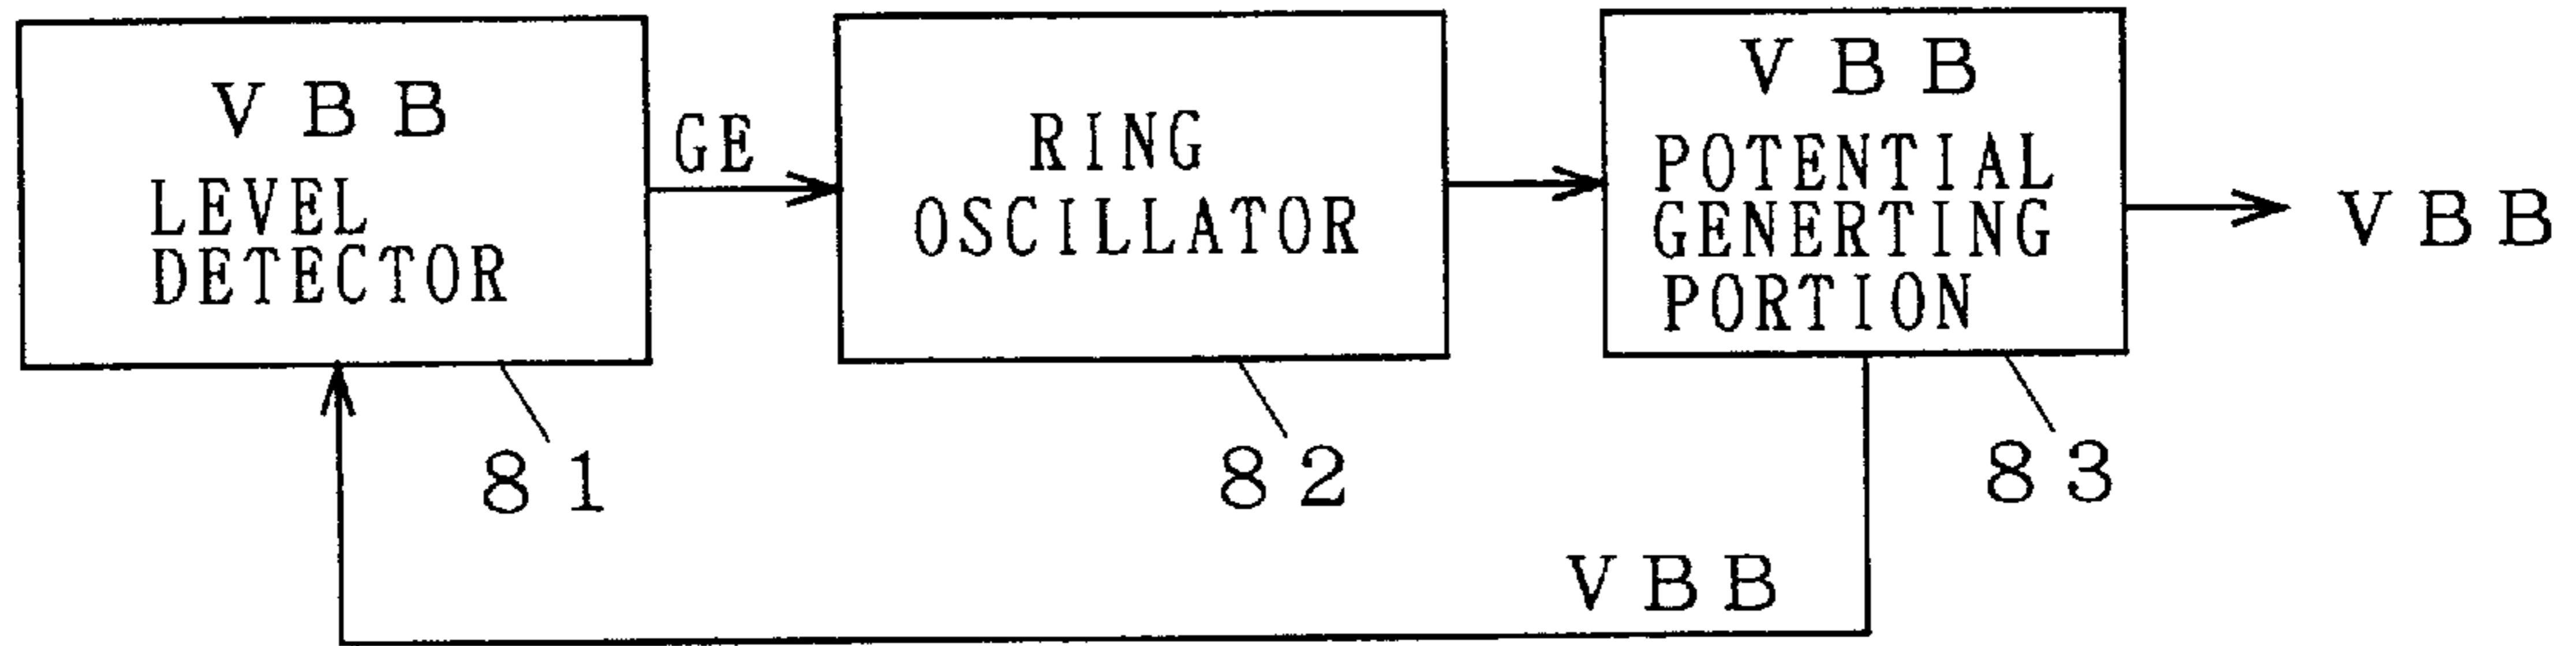 VBB
LEVEL
DETECTOR
81
GE
RING
OSCILLATOR
82
VBB
POTENTIAL
GENERTING
PORTION
83
VBB
VBB